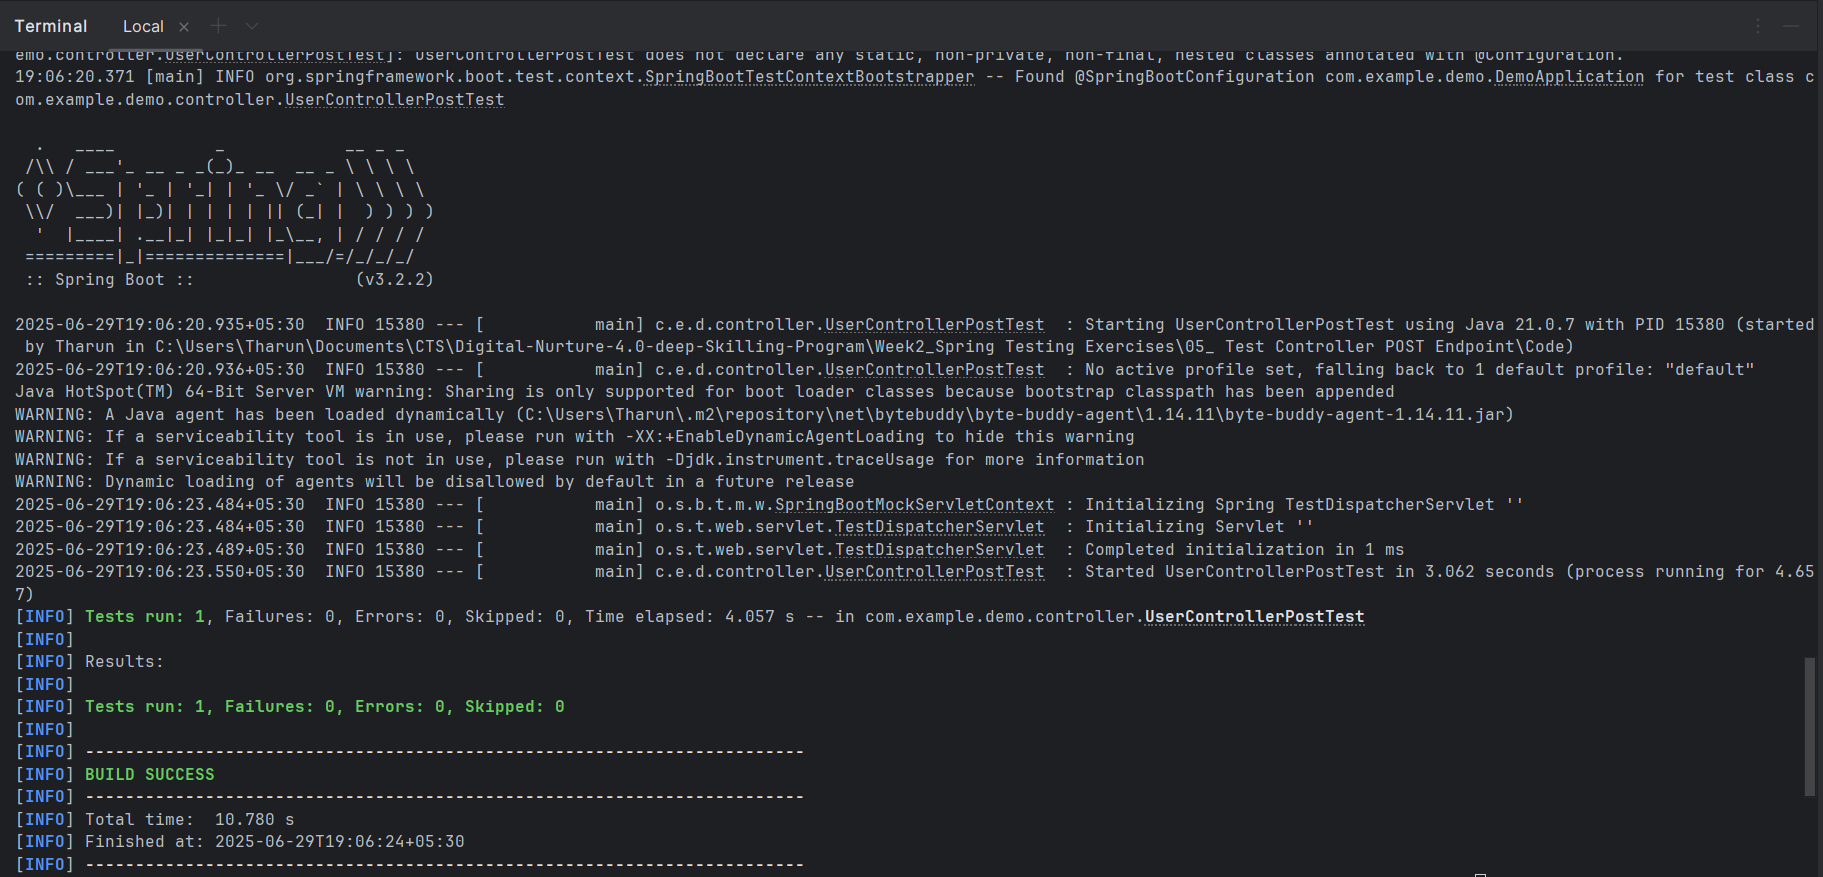 Terminal Local
emo.controller.UserControllerPostTest]: UserControllerPostTest does not declare any static, non-private, non-final, nested classes annotated with @Configuration.
19:06:20.371 [main] INFO org.springframework.boot.test.context.SpringBootTestContextBootstrapper -- Found @SpringBootConfiguration com.example.demo.DemoApplication for test class c
om.example.demo.controller.UserControllerPostTest
  .   ____          _            __ _ _
 /\\ / ___'_ __ _ _(_)_ __  __ _ \ \ \ \
( ( )\___ | '_ | '_| | '_ \/ _` | \ \ \ \
 \\/  ___)| |_)| | | | | || (_| |  ) ) ) )
  '  |____| .__|_| |_|_| |_\__, | / / / /
 =========|_|==============|___/=/_/_/_/
 :: Spring Boot ::                (v3.2.2)
2025-06-29T19:06:20.935+05:30  INFO 15380 --- [           main] c.e.d.controller.UserControllerPostTest  : Starting UserControllerPostTest using Java 21.0.7 with PID 15380 (started
 by Tharun in C:\Users\Tharun\Documents\CTS\Digital-Nurture-4.0-deep-Skilling-Program\Week2_Spring Testing Exercises\05_ Test Controller POST Endpoint\Code)
2025-06-29T19:06:20.936+05:30  INFO 15380 --- [           main] c.e.d.controller.UserControllerPostTest  : No active profile set, falling back to 1 default profile: "default"
Java HotSpot(TM) 64-Bit Server VM warning: Sharing is only supported for boot loader classes because bootstrap classpath has been appended
WARNING: A Java agent has been loaded dynamically (C:\Users\Tharun\.m2\repository\net\bytebuddy\byte-buddy-agent\1.14.11\byte-buddy-agent-1.14.11.jar)
WARNING: If a serviceability tool is in use, please run with -XX:+EnableDynamicAgentLoading to hide this warning
WARNING: If a serviceability tool is not in use, please run with -Djdk.instrument.traceUsage for more information
WARNING: Dynamic loading of agents will be disallowed by default in a future release
2025-06-29T19:06:23.484+05:30  INFO 15380 --- [           main] o.s.b.t.m.w.SpringBootMockServletContext : Initializing Spring TestDispatcherServlet ''
2025-06-29T19:06:23.484+05:30  INFO 15380 --- [           main] o.s.t.web.servlet.TestDispatcherServlet  : Initializing Servlet ''
2025-06-29T19:06:23.489+05:30  INFO 15380 --- [           main] o.s.t.web.servlet.TestDispatcherServlet  : Completed initialization in 1 ms
2025-06-29T19:06:23.550+05:30  INFO 15380 --- [           main] c.e.d.controller.UserControllerPostTest  : Started UserControllerPostTest in 3.062 seconds (process running for 4.65
7)
[INFO] Tests run: 1, Failures: 0, Errors: 0, Skipped: 0, Time elapsed: 4.057 s -- in com.example.demo.controller.UserControllerPostTest
[INFO]
[INFO] Results:
[INFO]
[INFO] Tests run: 1, Failures: 0, Errors: 0, Skipped: 0
[INFO]
[INFO] ------------------------------------------------------------------------
[INFO] BUILD SUCCESS
[INFO] ------------------------------------------------------------------------
[INFO] Total time:  10.780 s
[INFO] Finished at: 2025-06-29T19:06:24+05:30
[INFO] ------------------------------------------------------------------------